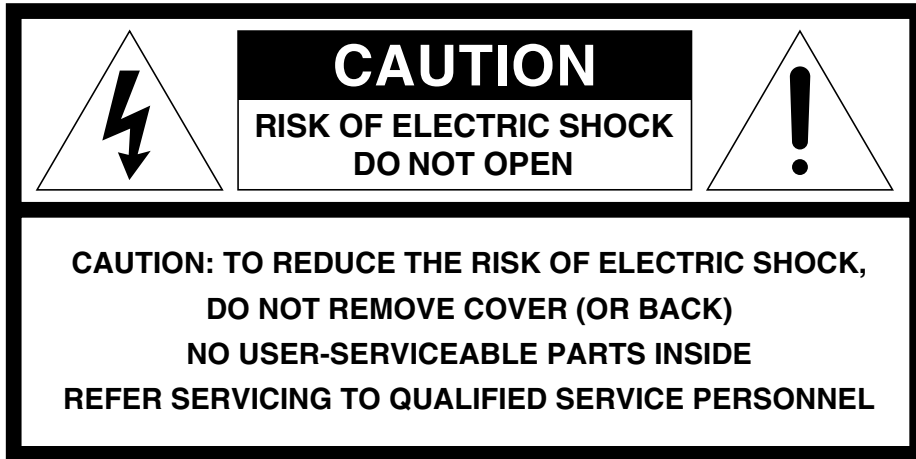 CAUTION
RISK OF ELECTRIC SHOCK
DO NOT OPEN
CAUTION: TO REDUCE THE RISK OF ELECTRIC SHOCK,
DO NOT REMOVE COVER (OR BACK)
NO USER-SERVICEABLE PARTS INSIDE
REFER SERVICING TO QUALIFIED SERVICE PERSONNEL